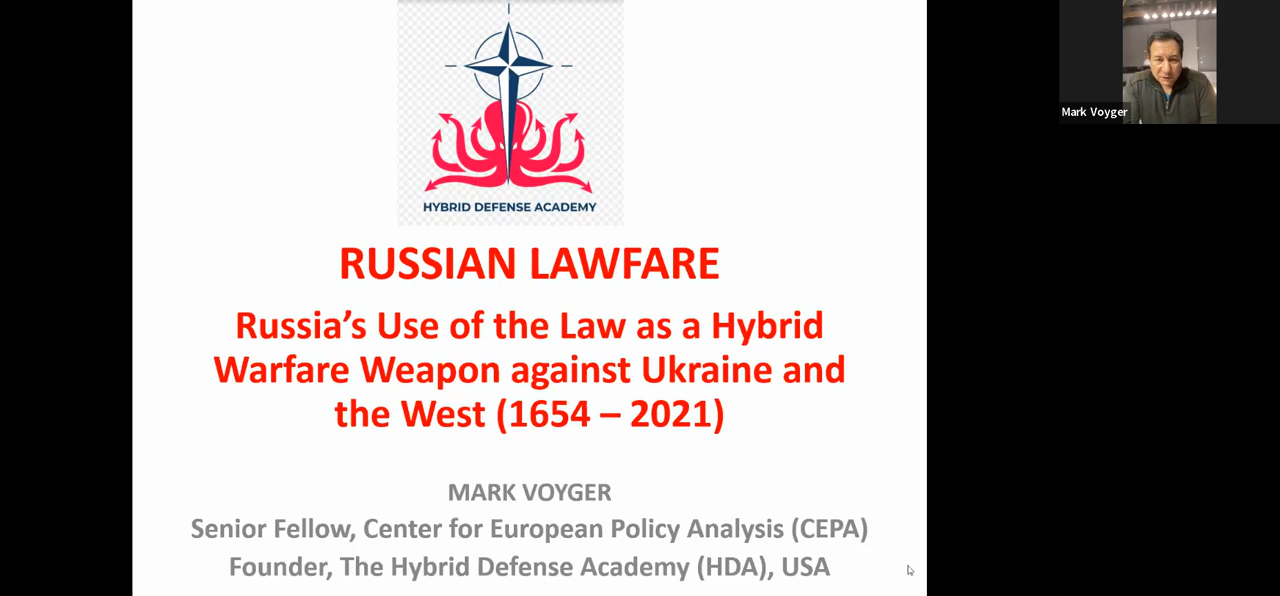 HYBRID DEFENSE ACADEMY
RUSSIAN LAWFARE
Russia’s Use of the Law as a Hybrid
Warfare Weapon against Ukraine and
the West (1654 – 2021)
MARK VOYGER
Senior Fellow, Center for European Policy Analysis (CEPA)
Founder, The Hybrid Defense Academy (HDA), USA
Mark Voyger